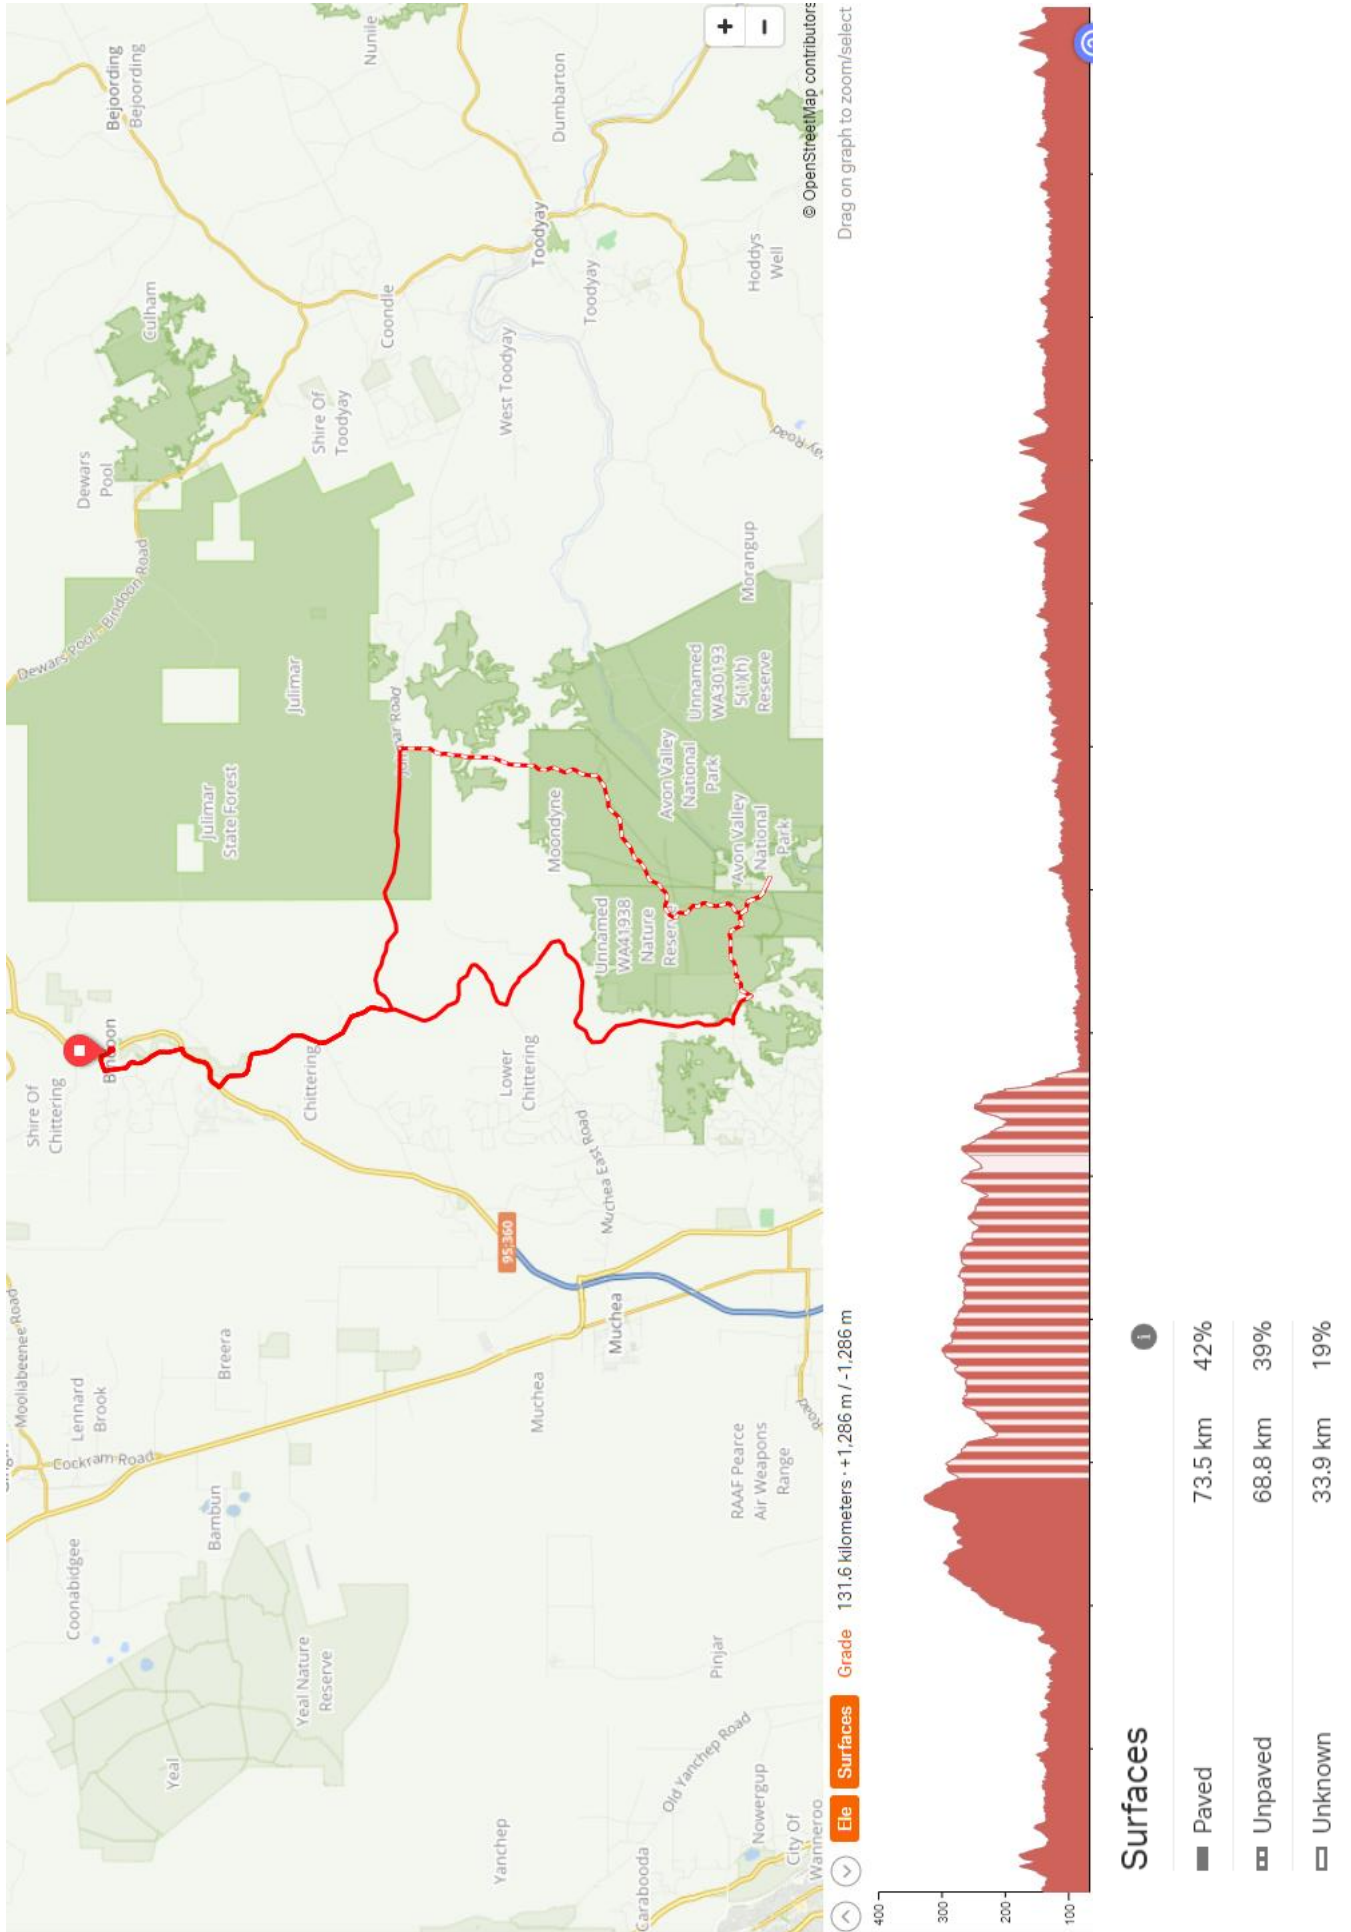 Mooliabeenee Road
Lennard
Brook
Cockram Road
Coonabidgee
Bambun
Yeal
Yeal Nature
Reserve
Breera
Shire Of
Chittering
Bindoon
Chittering
Lower
Chittering
95;360
Muchea East Road
Muchea
Muchea
RAAF Pearce
Air Weapons
Range
Road
Pinjar
Old Yanchep Road
Yanchep
Carabooda
Nowergup
City Of
Wanneroo
Bejoording
Bejoording
Nunile
Dumbarton
Culham
Dewars
Pool
Dewars Pool - Bindoon Road
Coondle
Shire Of
Toodyay
Toodyay
Toodyay
West Toodyay
Hoddys
Well
Julimar
Julimar
State Forest
Julimar Road
Moondyne
Morangup
Unnamed
WA30193
5(1)(h)
Reserve
Avon Valley
National
Park
Avon Valley
National
Park
Unnamed
WA41938
Nature
Reserve
+
−
© OpenStreetMap contributors
Ele
Surfaces
Grade
131.6 kilometers · +1,286 m / -1,286 m
Drag on graph to zoom/select
400
300
200
100
Surfaces
i
Paved 73.5 km 42%
Unpaved 68.8 km 39%
Unknown 33.9 km 19%